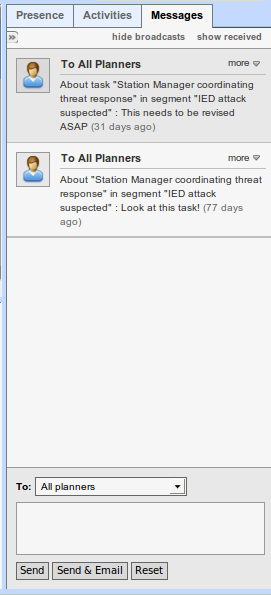 Presence Activities Messages
hide broadcasts show received
To All Planners more
About task "Station Manager coordinating
threat response" in segment "IED attack
suspected" : This needs to be revised
ASAP (31 days ago)
To All Planners more
About "Station Manager coordinating threat
response" in segment "IED attack
suspected" : Look at this task! (77 days
ago)
To: All planners
Send Send & Email Reset